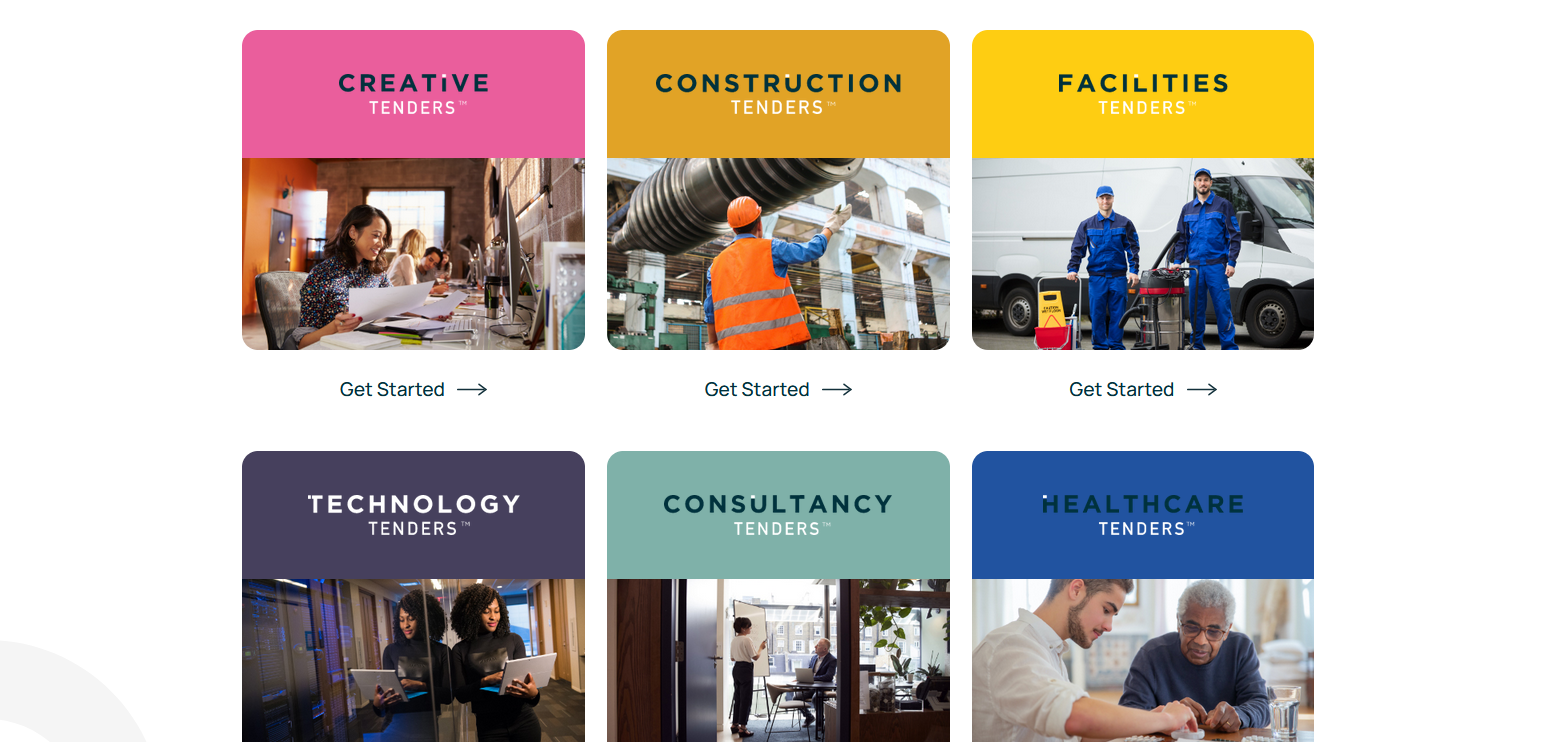 CREATiVE
TENDERS™
CONSTRUCTION
TENDERS™
FACILITIES
TENDERS™
Get Started
Get Started
Get Started
TECHNOLOGY
TENDERS™
CONSULTANCY
TENDERS™
HEALTHCARE
TENDERS™